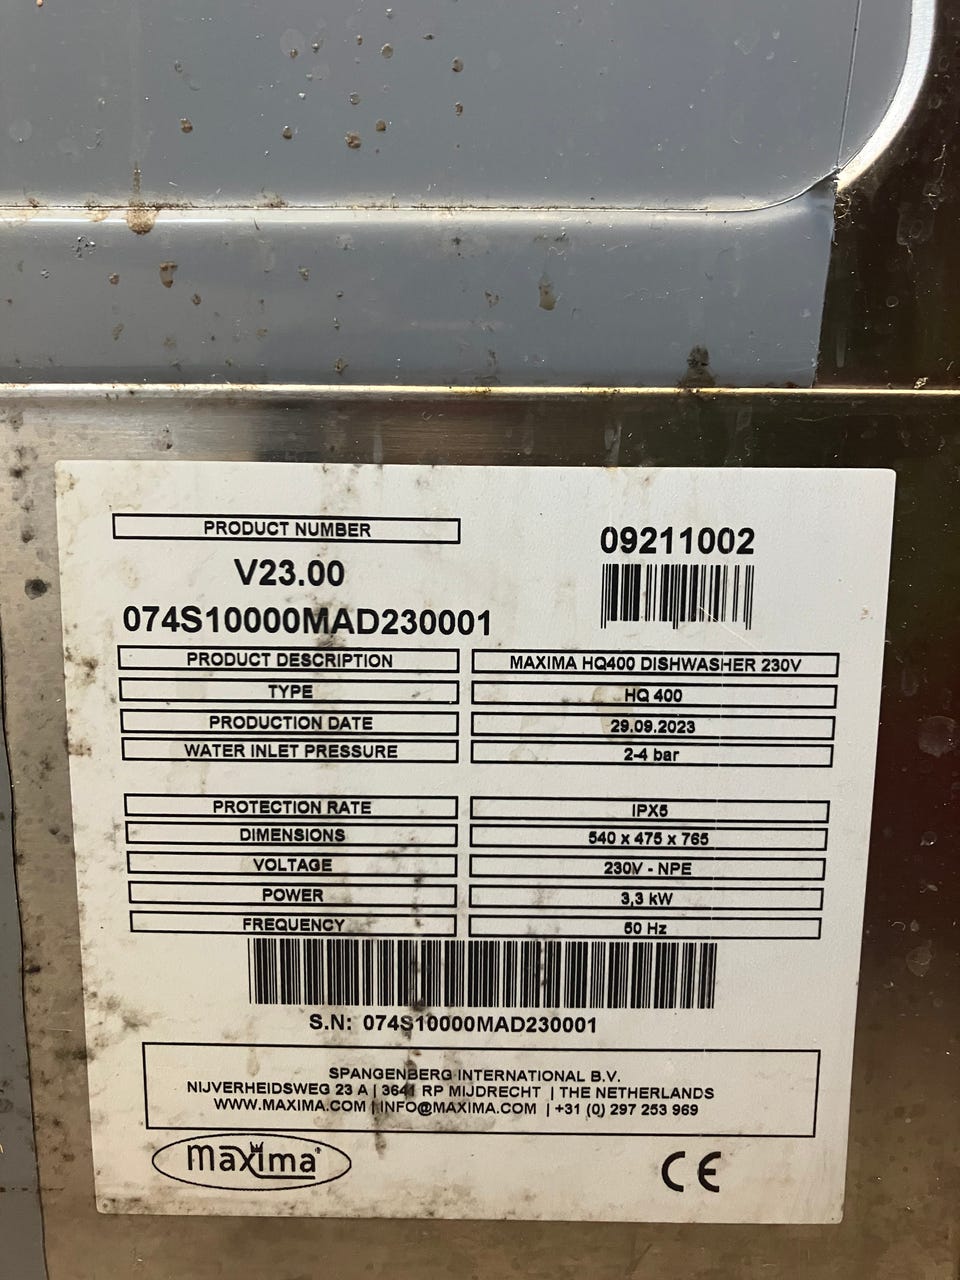 PRODUCT NUMBER
09211002
V23.00
074S10000MAD230001
PRODUCT DESCRIPTION MAXIMA HQ400 DISHWASHER 230V
TYPE HQ 400
PRODUCTION DATE 29.09.2023
WATER INLET PRESSURE 2-4 bar
PROTECTION RATE IPX5
DIMENSIONS 540 x 475 x 765
VOLTAGE 230V - NPE
POWER 3,3 kW
FREQUENCY 50 Hz
S.N: 074S10000MAD230001
SPANGENBERG INTERNATIONAL B.V.
NIJVERHEIDSWEG 23 A | 3641 RP MIJDRECHT | THE NETHERLANDS
WWW.MAXIMA.COM | INFO@MAXIMA.COM | +31 (0) 297 253 969
maxima
CE